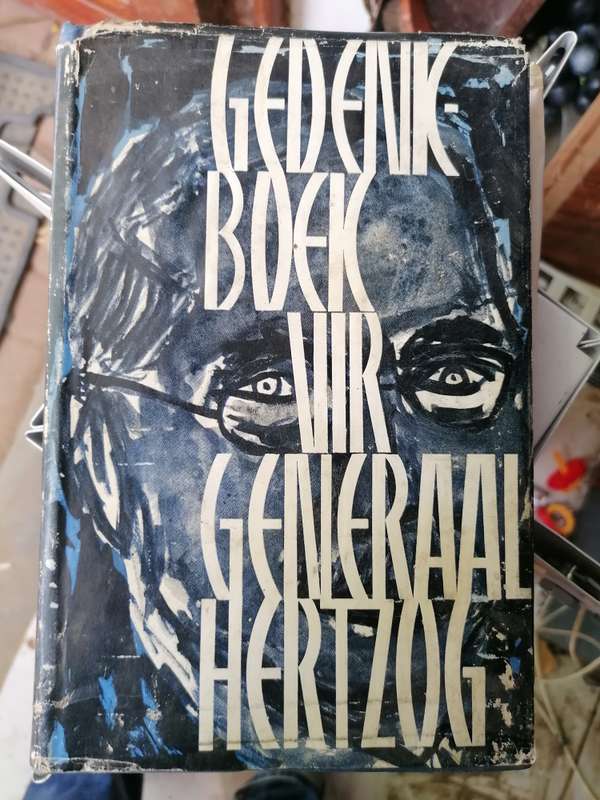 GEDENK-
BOEK
VIR
GENERAAL
HERTZOG